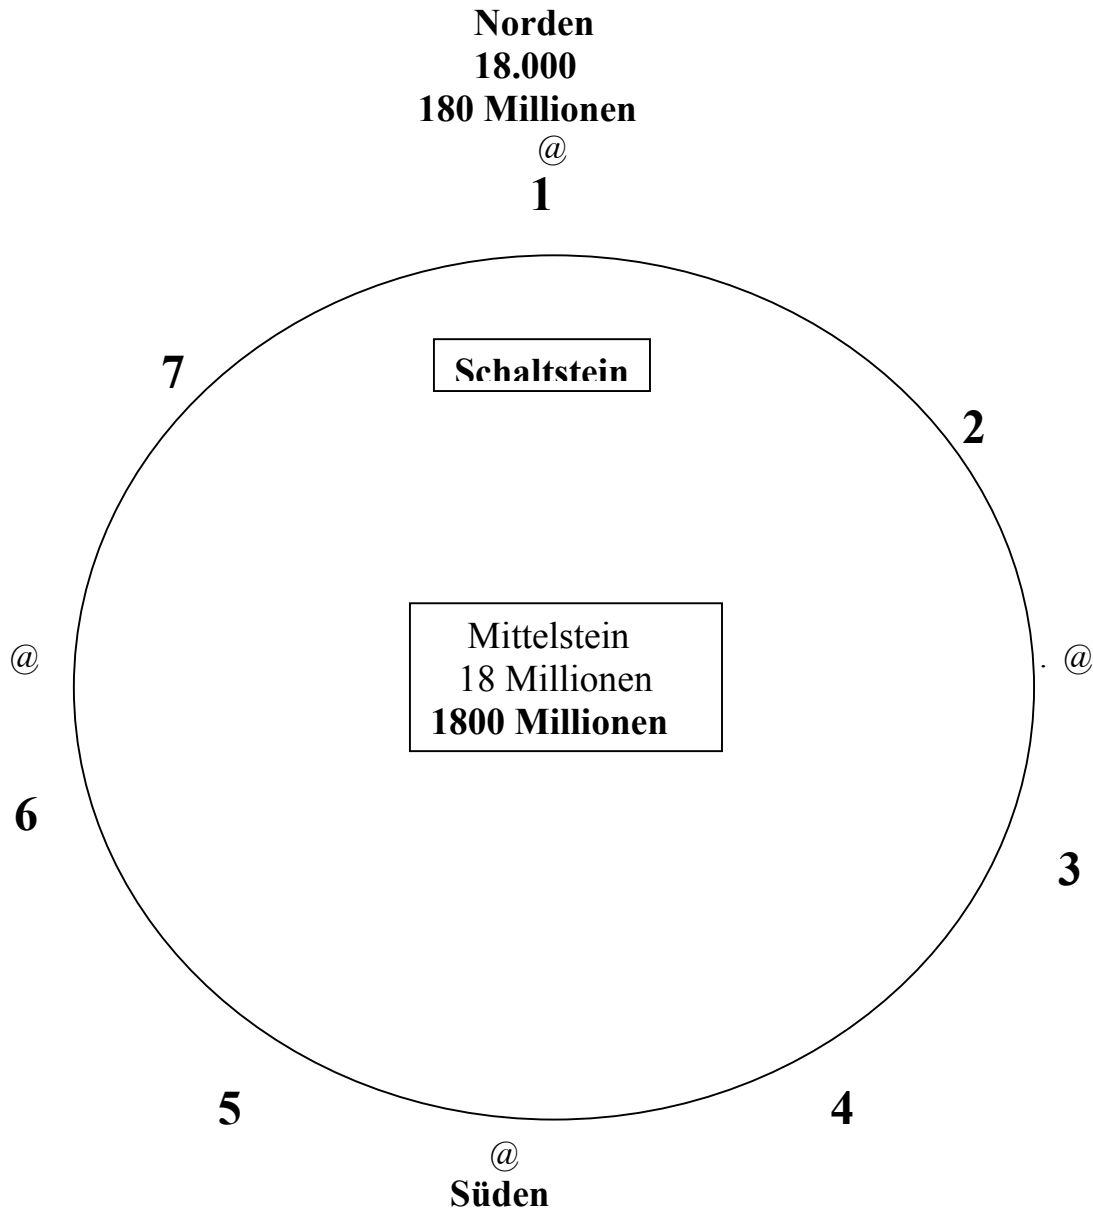 Norden
18.000
180 Millionen
@
1
7
Schaltstein
2
@
Mittelstein
18 Millionen
1800 Millionen
. @
6
3
5
4
@
Süden